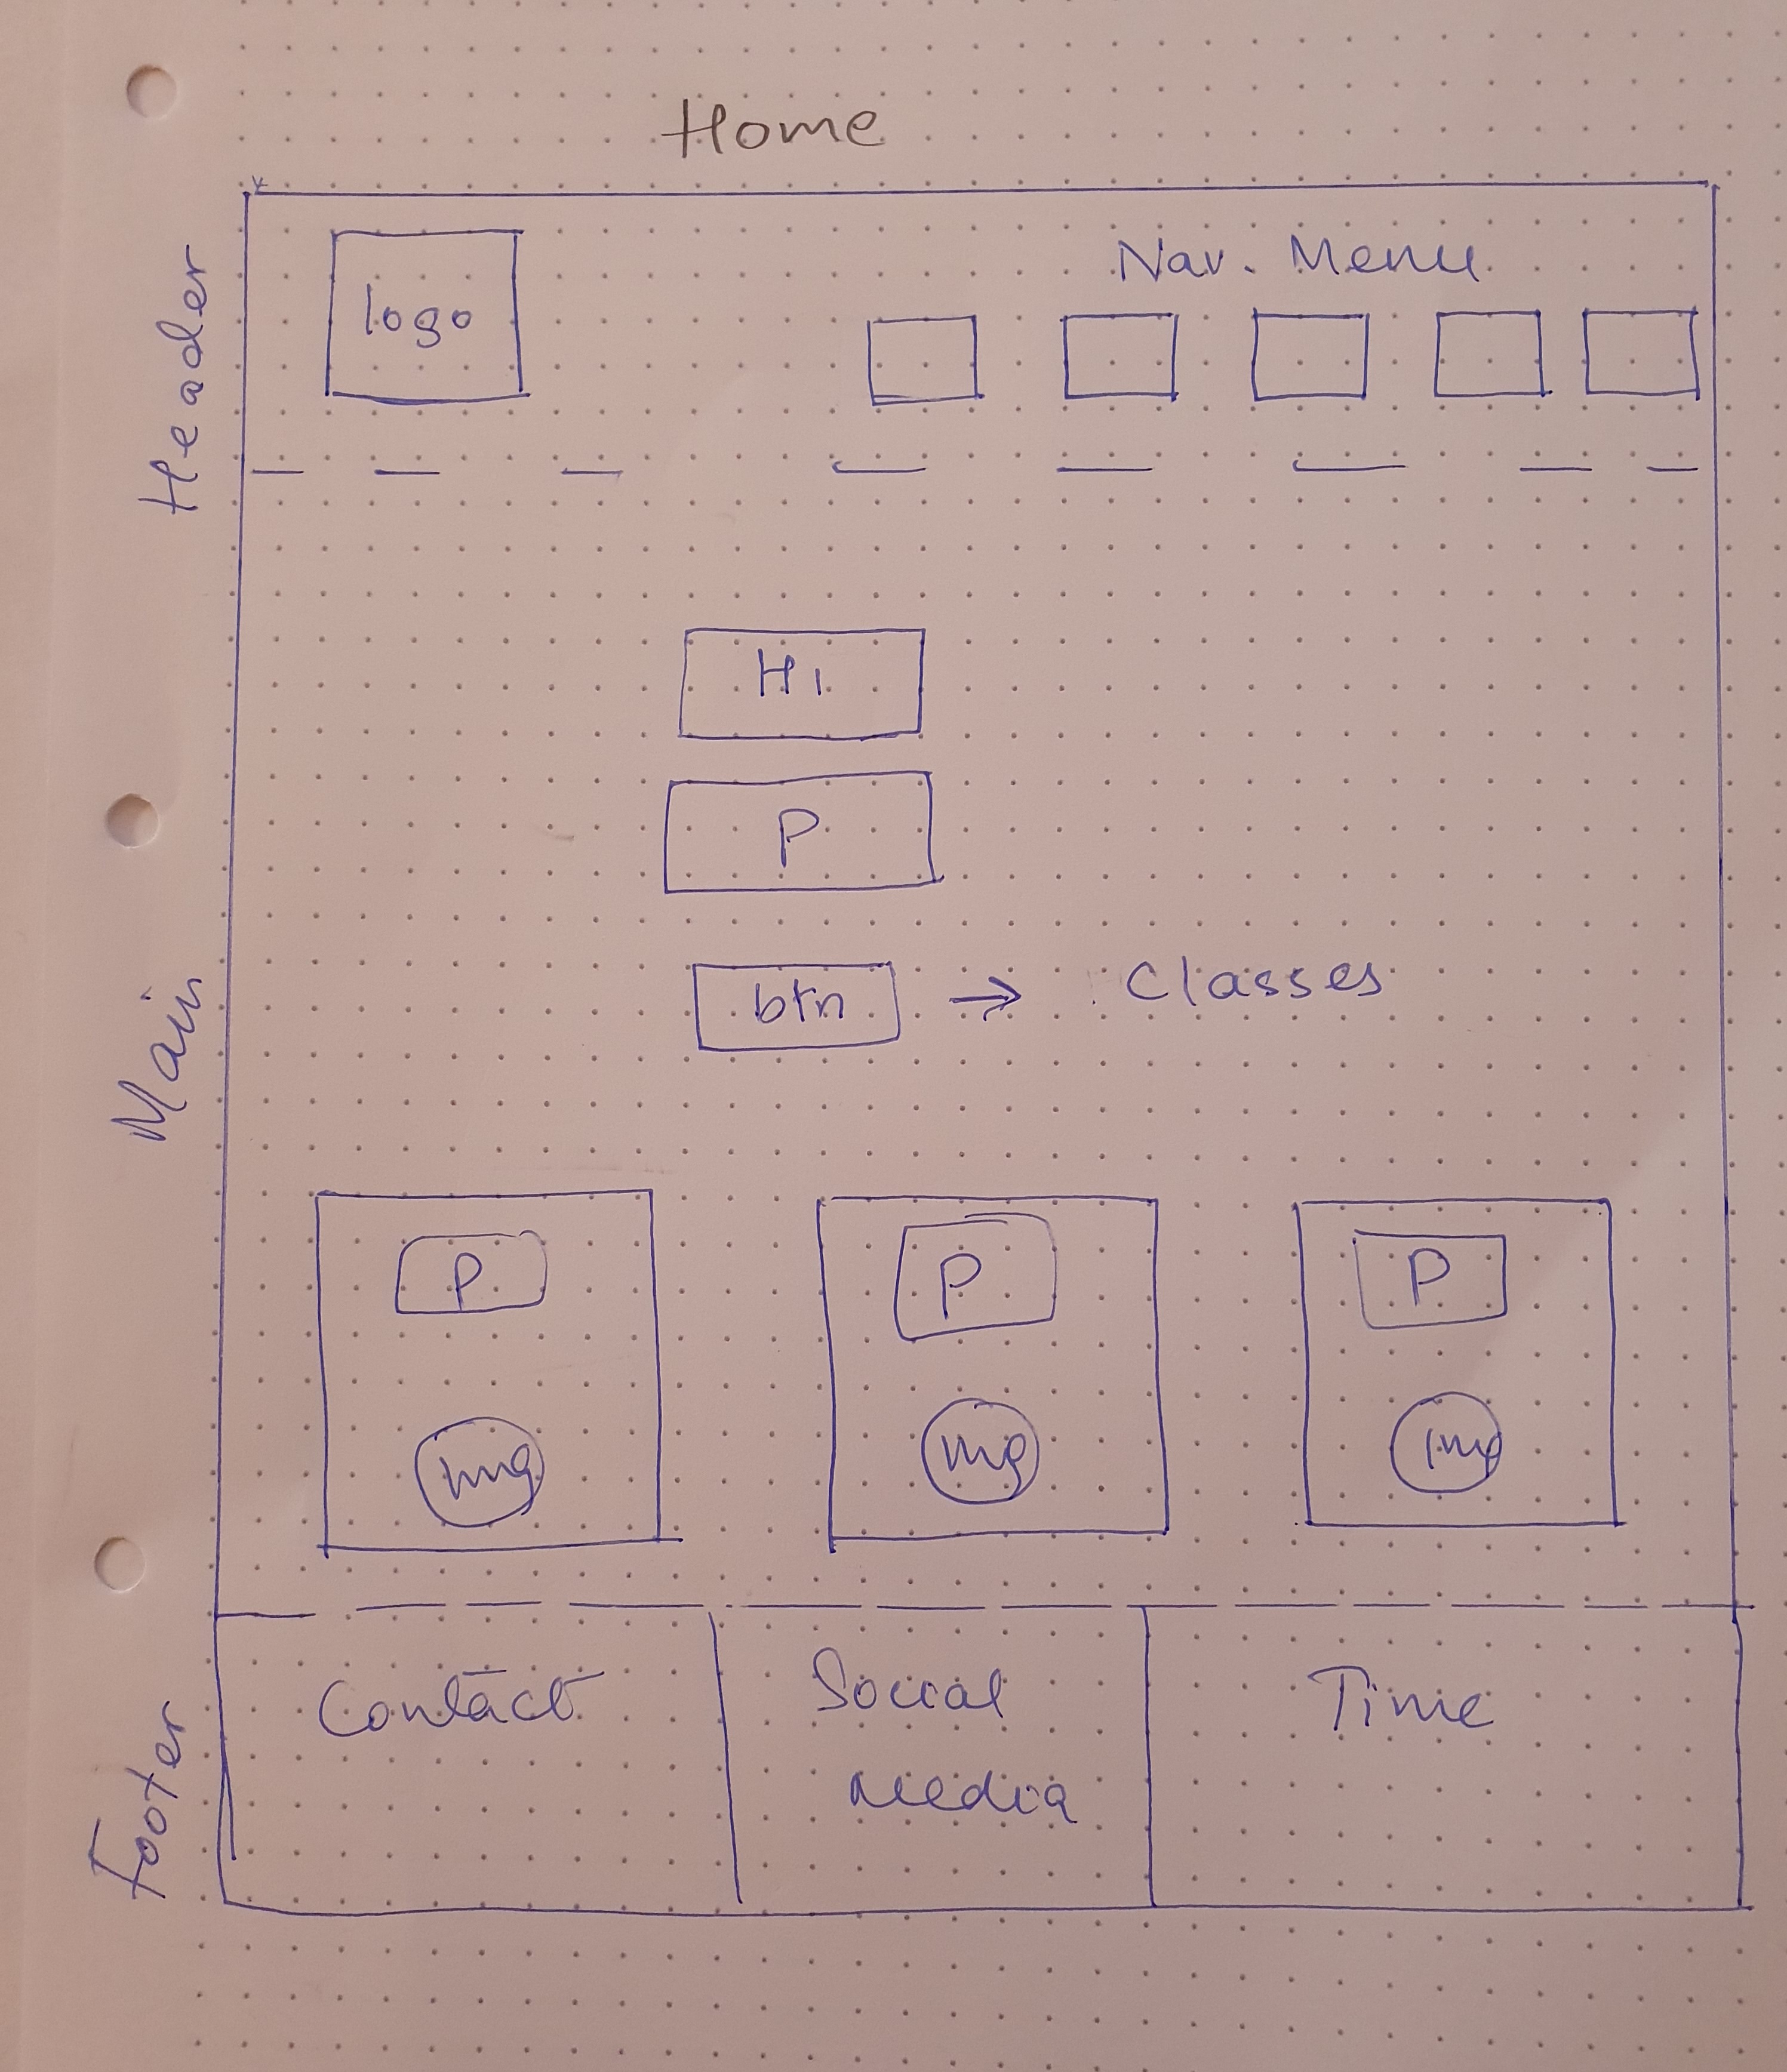 Home
Header
logo
Nav. Menu
Main
H1
P
btn → Classes
P
P
P
img
img
img
Footer
Contact
Social
Media
Time